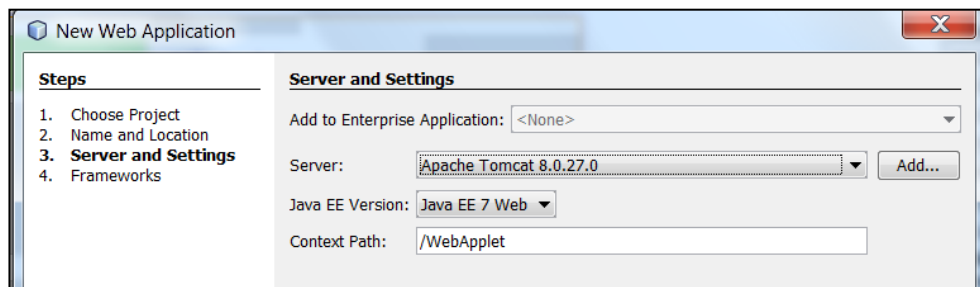 New Web Application
Steps
1. Choose Project
2. Name and Location
3. Server and Settings
4. Frameworks
Server and Settings
Add to Enterprise Application: <None>
Server: Apache Tomcat 8.0.27.0 Add...
Java EE Version: Java EE 7 Web
Context Path: /WebApplet